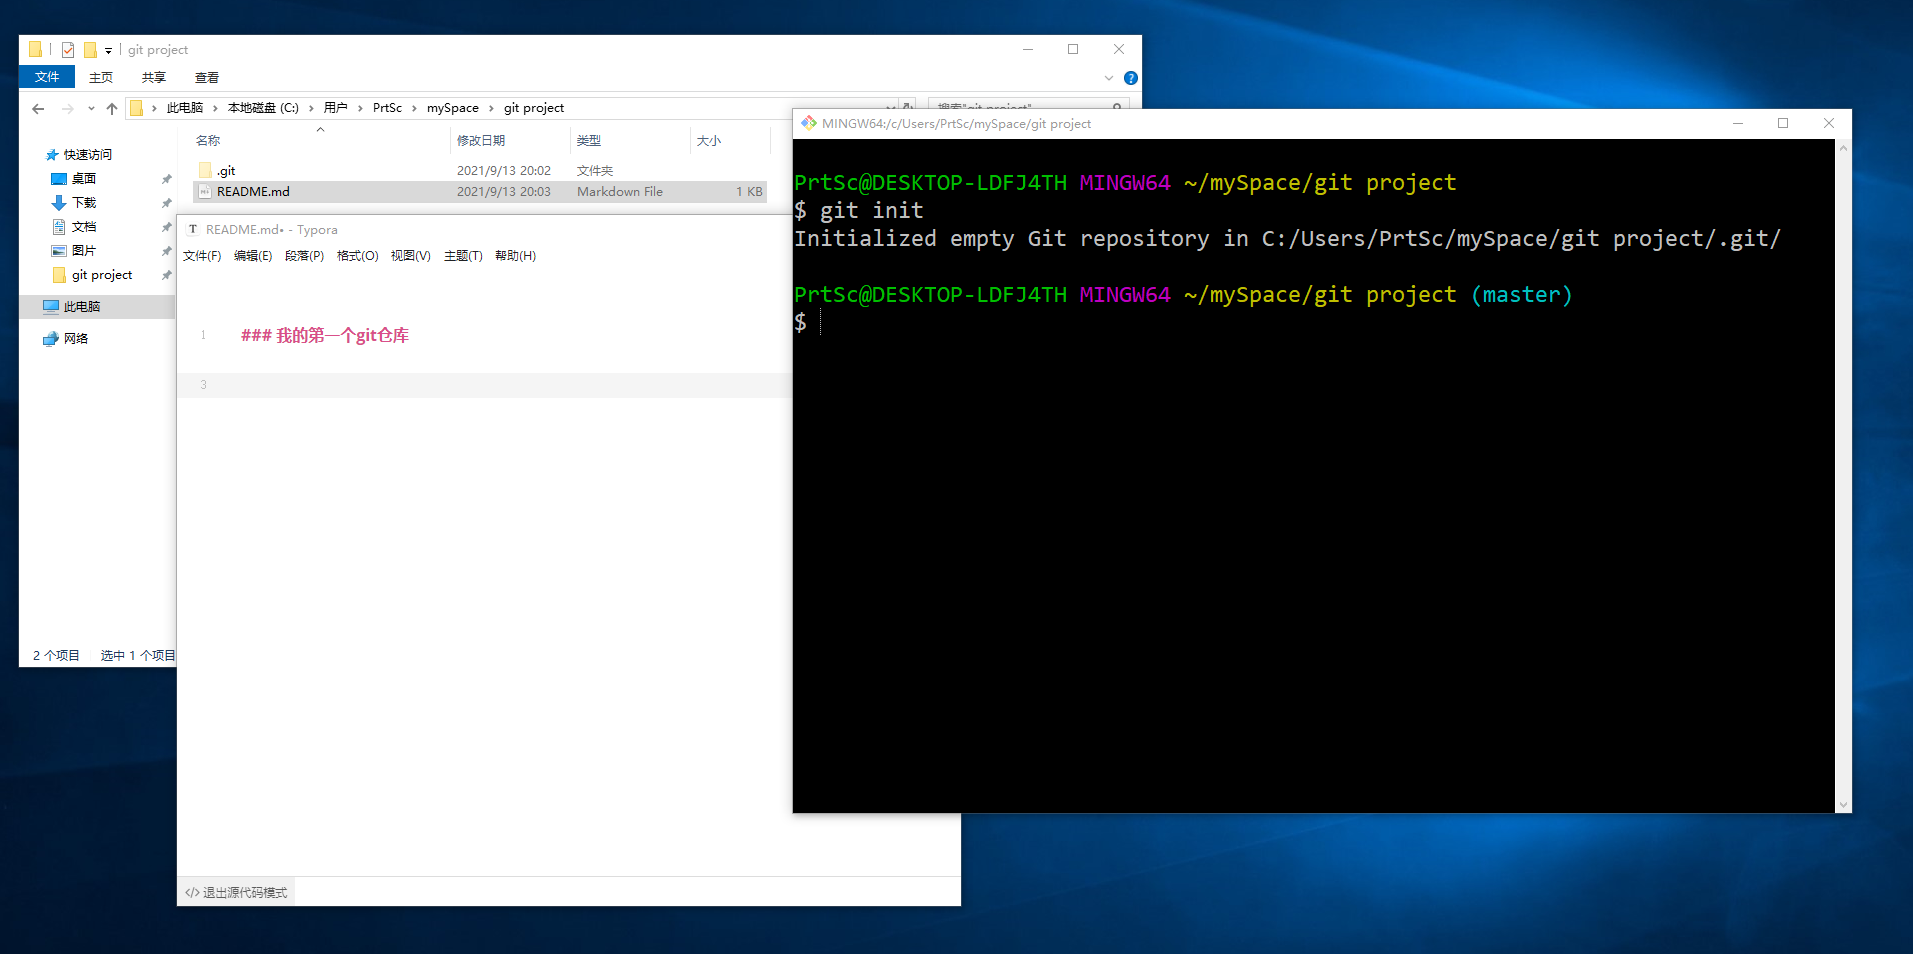 git project
文件 主页 共享 查看
此电脑 本地磁盘 (C:) 用户 PrtSc mySpace git project
搜索"git project"
名称 修改日期 类型 大小
.git 2021/9/13 20:02 文件夹
README.md 2021/9/13 20:03 Markdown File 1 KB
快速访问
桌面
下载
文档
图片
git project
此电脑
网络
2 个项目 选中 1 个项目
README.md• - Typora
文件(F) 编辑(E) 段落(P) 格式(O) 视图(V) 主题(T) 帮助(H)
1 ### 我的第一个git仓库
3
</> 退出源代码模式
MINGW64:/c/Users/PrtSc/mySpace/git project
PrtSc@DESKTOP-LDFJ4TH MINGW64 ~/mySpace/git project
$ git init
Initialized empty Git repository in C:/Users/PrtSc/mySpace/git project/.git/
PrtSc@DESKTOP-LDFJ4TH MINGW64 ~/mySpace/git project (master)
$